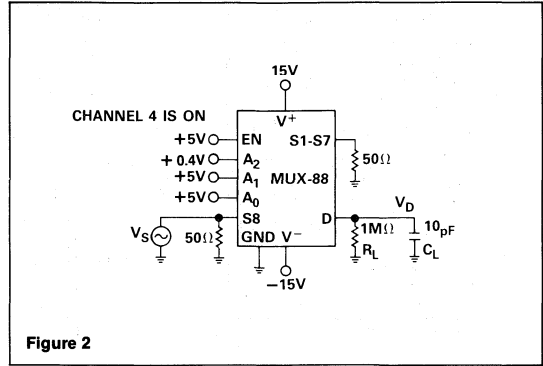 15V
CHANNEL 4 IS ON
V+
+5V EN S1-S7
+ 0.4V A2 50Ω
+5V A1 MUX-88
+5V A0 VD
S8 D
VS 50Ω 1MΩ 10pF
GND V− RL CL
−15V
Figure 2